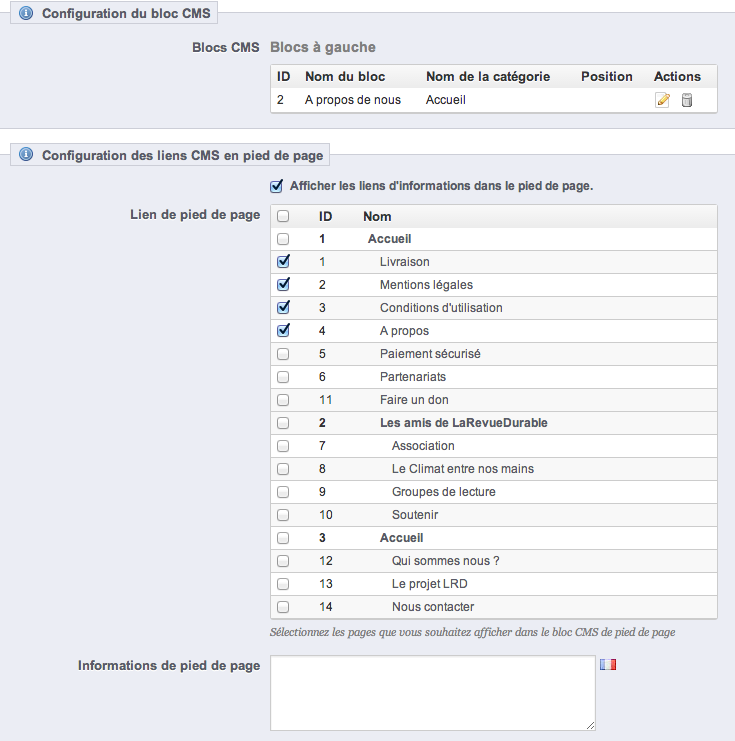 Configuration du bloc CMS
Blocs CMS Blocs à gauche
ID Nom du bloc Nom de la catégorie Position Actions
2 A propos de nous Accueil
Configuration des liens CMS en pied de page
Afficher les liens d'informations dans le pied de page.
Lien de pied de page ID Nom
1 Accueil
1 Livraison
2 Mentions légales
3 Conditions d'utilisation
4 A propos
5 Paiement sécurisé
6 Partenariats
11 Faire un don
2 Les amis de LaRevueDurable
7 Association
8 Le Climat entre nos mains
9 Groupes de lecture
10 Soutenir
3 Accueil
12 Qui sommes nous ?
13 Le projet LRD
14 Nous contacter
Sélectionnez les pages que vous souhaitez afficher dans le bloc CMS de pied de page
Informations de pied de page